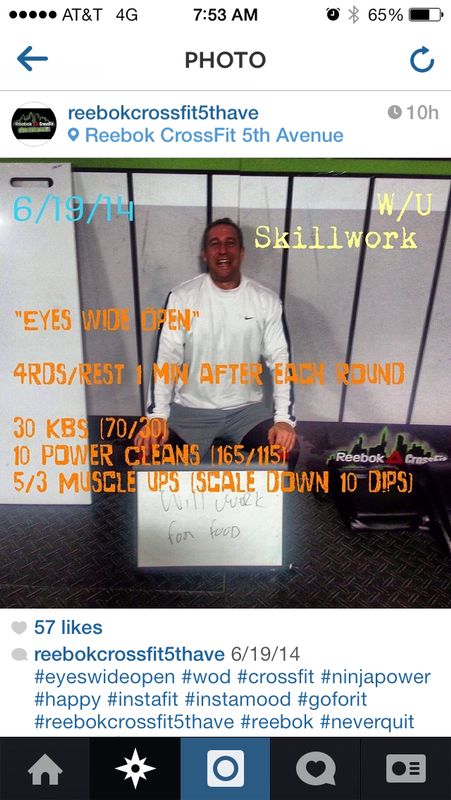 AT&T 4G 7:53 AM 65%
PHOTO
reebokcrossfit5thave 10h
Reebok CrossFit 5th Avenue
6/19/14
W/U
Skillwork
"EYES WIDE OPEN"
4RDS/REST 1 MIN AFTER EACH ROUND
30 KBS (70/30)
10 POWER CLEANS (165/115)
5/3 MUSCLE UPS (SCALE DOWN 10 DIPS)
Reebok CrossFit
Will work
for food
57 likes
reebokcrossfit5thave 6/19/14
#eyeswideopen #wod #crossfit #ninjapower
#happy #instafit #instamood #goforit
#reebokcrossfit5thave #reebok #neverquit